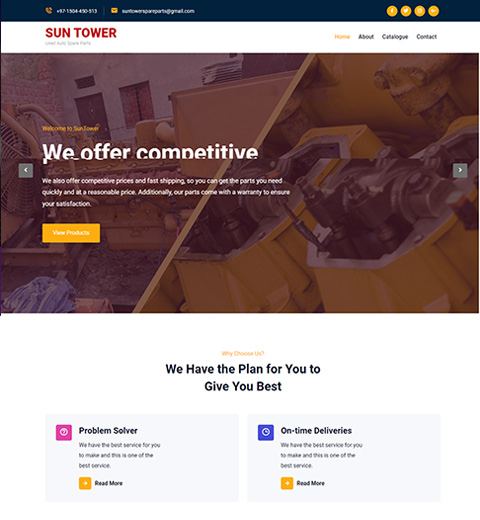 +97-1504-450-513
suntowerspareparts@gmail.com
SUN TOWER
Used Auto Spare Parts
Home About Catalogue Contact
Welcome to SunTower
We offer competitive
We also offer competitive prices and fast shipping, so you can get the parts you need
quickly and at a reasonable price. Additionally, our parts come with a warranty to ensure
your satisfaction.
View Products
Why Choose Us?
We Have the Plan for You to
Give You Best
Problem Solver
We have the best service for you
to make and this is one of the
best service.
Read More
On-time Deliveries
We have the best service for you
to make and this is one of the
best service.
Read More